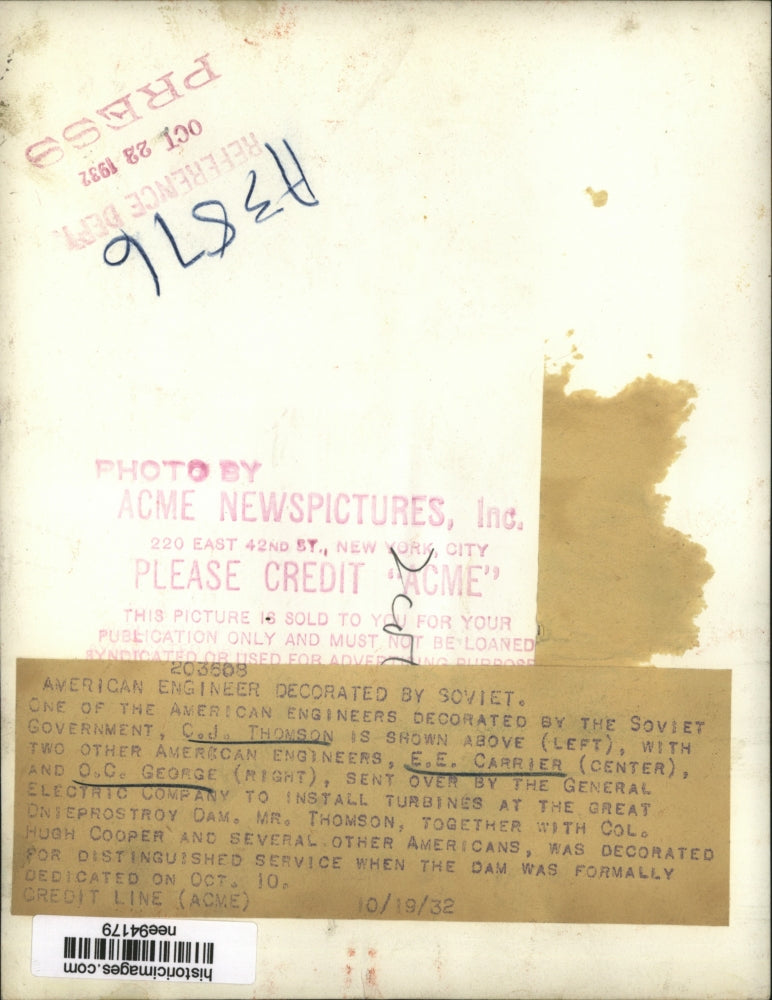 PRESS
OCT 22 1932
REFERENCE DEPT.
A3876
PHOTO BY
ACME NEWSPICTURES, Inc.
220 EAST 42ND ST., NEW YORK, CITY
PLEASE CREDIT "ACME"
THIS PICTURE IS SOLD TO YOU FOR YOUR
PUBLICATION ONLY AND MUST NOT BE LOANED
SYNDICATED OR USED FOR ADVERTISING PURPOSE
203608
AMERICAN ENGINEER DECORATED BY SOVIET.
ONE OF THE AMERICAN ENGINEERS DECORATED BY THE SOVIET
GOVERNMENT, C.J. THOMSON IS SHOWN ABOVE (LEFT), WITH
TWO OTHER AMERICAN ENGINEERS, E.E. CARRIER (CENTER),
AND O.C. GEORGE (RIGHT), SENT OVER BY THE GENERAL
ELECTRIC COMPANY TO INSTALL TURBINES AT THE GREAT
DNIEPROSTROY DAM. MR. THOMSON, TOGETHER WITH COL.
HUGH COOPER AND SEVERAL OTHER AMERICANS, WAS DECORATED
FOR DISTINGUISHED SERVICE WHEN THE DAM WAS FORMALLY
DEDICATED ON OCT. 10.
CREDIT LINE (ACME) 10/19/32
historicimages.com
nee94179